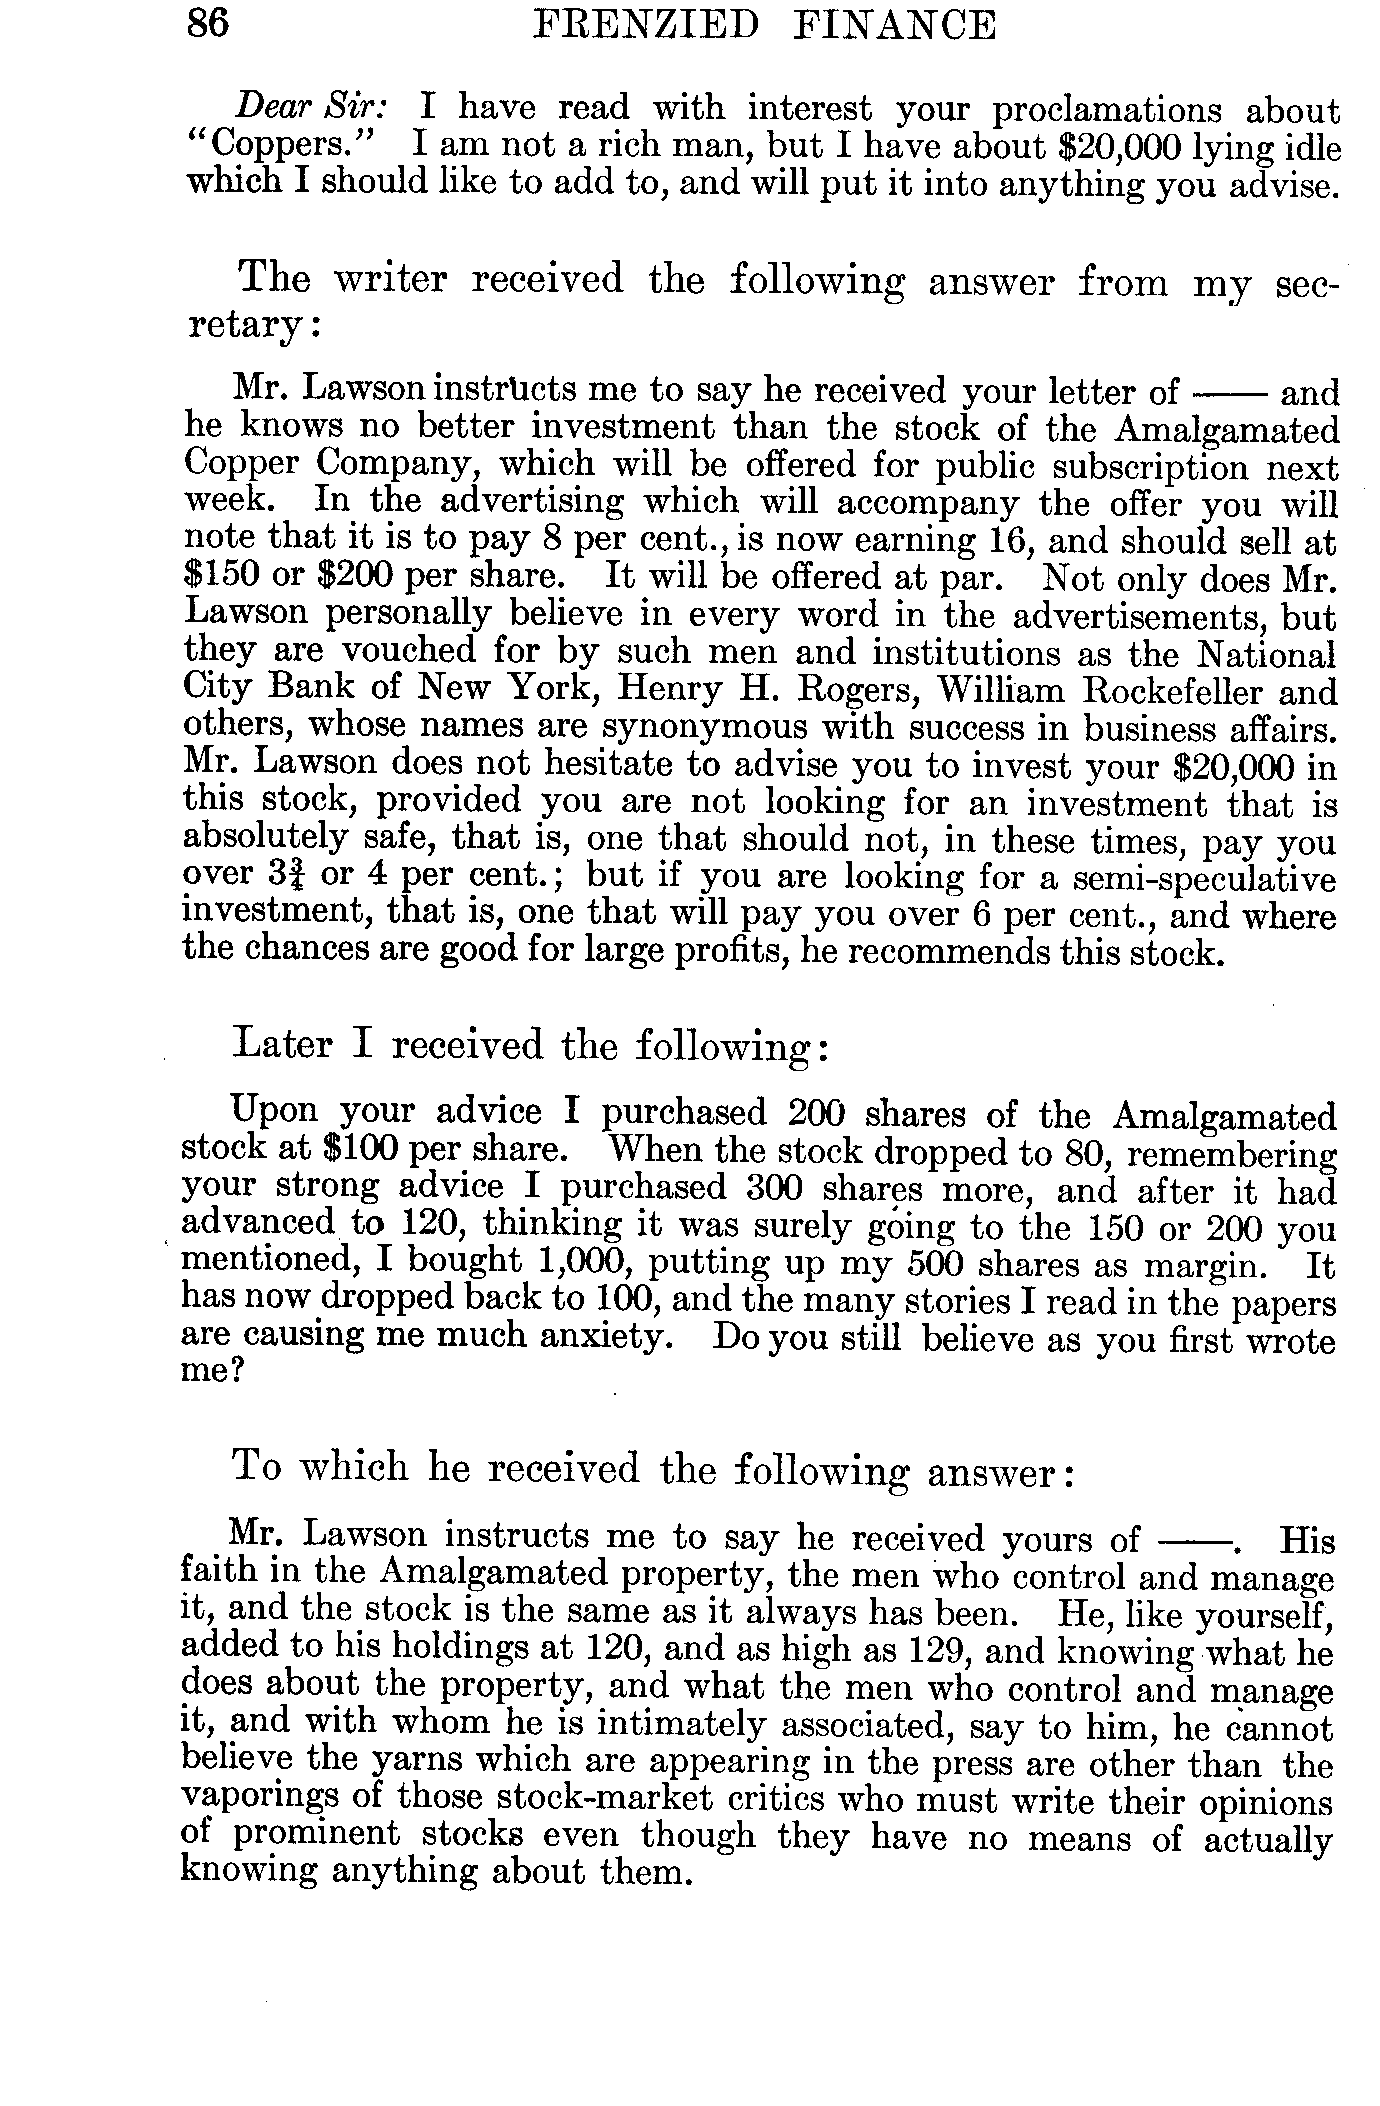 86 FRENZIED FINANCE
Dear Sir: I have read with interest your proclamations about
“Coppers.” I am not a rich man, but I have about $20,000 lying idle
which I should like to add to, and will put it into anything you advise.
The writer received the following answer from my sec-
retary:
Mr. Lawson instructs me to say he received your letter of —— and
he knows no better investment than the stock of the Amalgamated
Copper Company, which will be offered for public subscription next
week. In the advertising which will accompany the offer you will
note that it is to pay 8 per cent., is now earning 16, and should sell at
$150 or $200 per share. It will be offered at par. Not only does Mr.
Lawson personally believe in every word in the advertisements, but
they are vouched for by such men and institutions as the National
City Bank of New York, Henry H. Rogers, William Rockefeller and
others, whose names are synonymous with success in business affairs.
Mr. Lawson does not hesitate to advise you to invest your $20,000 in
this stock, provided you are not looking for an investment that is
absolutely safe, that is, one that should not, in these times, pay you
over 3¾ or 4 per cent.; but if you are looking for a semi-speculative
investment, that is, one that will pay you over 6 per cent., and where
the chances are good for large profits, he recommends this stock.
Later I received the following:
Upon your advice I purchased 200 shares of the Amalgamated
stock at $100 per share. When the stock dropped to 80, remembering
your strong advice I purchased 300 shares more, and after it had
advanced to 120, thinking it was surely going to the 150 or 200 you
mentioned, I bought 1,000, putting up my 500 shares as margin. It
has now dropped back to 100, and the many stories I read in the papers
are causing me much anxiety. Do you still believe as you first wrote
me?
To which he received the following answer:
Mr. Lawson instructs me to say he received yours of ——. His
faith in the Amalgamated property, the men who control and manage
it, and the stock is the same as it always has been. He, like yourself,
added to his holdings at 120, and as high as 129, and knowing what he
does about the property, and what the men who control and manage
it, and with whom he is intimately associated, say to him, he cannot
believe the yarns which are appearing in the press are other than the
vaporings of those stock-market critics who must write their opinions
of prominent stocks even though they have no means of actually
knowing anything about them.